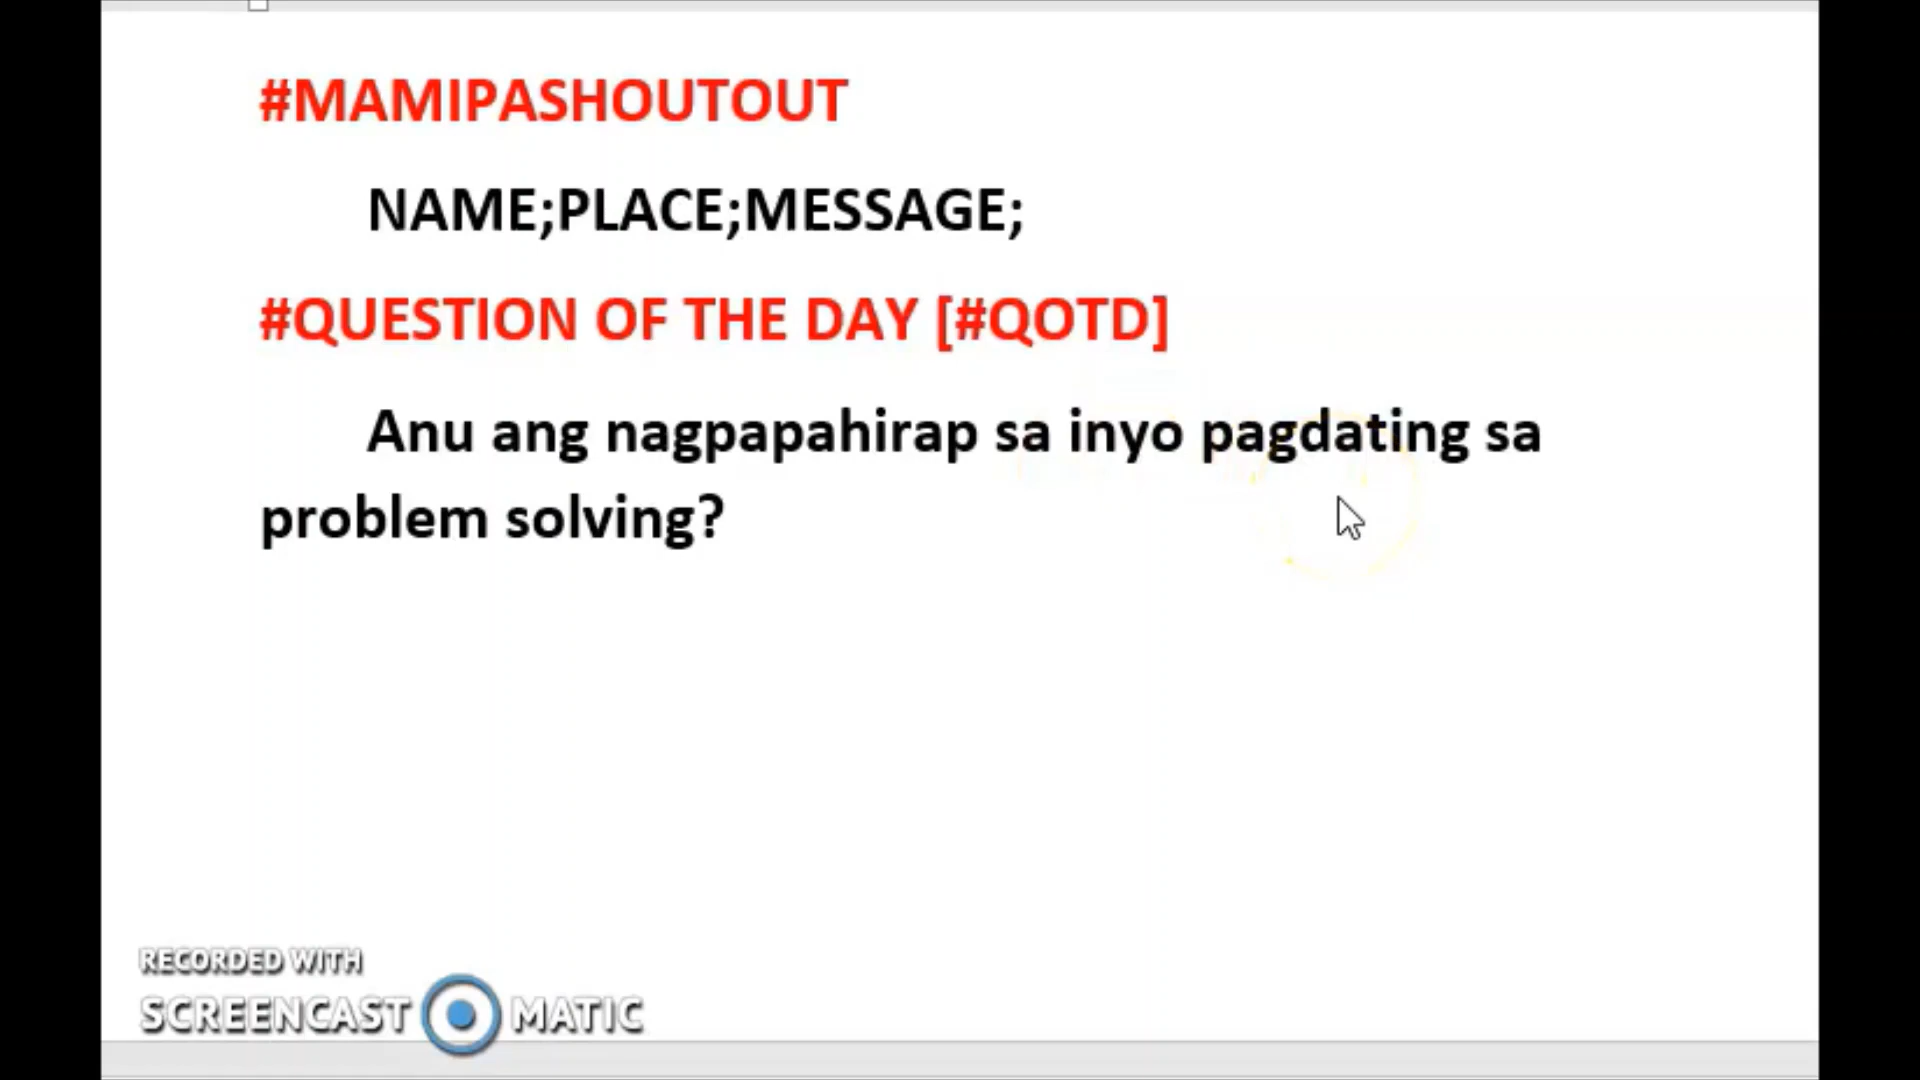 #MAMIPASHOUTOUT
NAME;PLACE;MESSAGE;
#QUESTION OF THE DAY [#QOTD]
Anu ang nagpapahirap sa inyo pagdating sa
problem solving?
RECORDED WITH
SCREENCAST MATIC